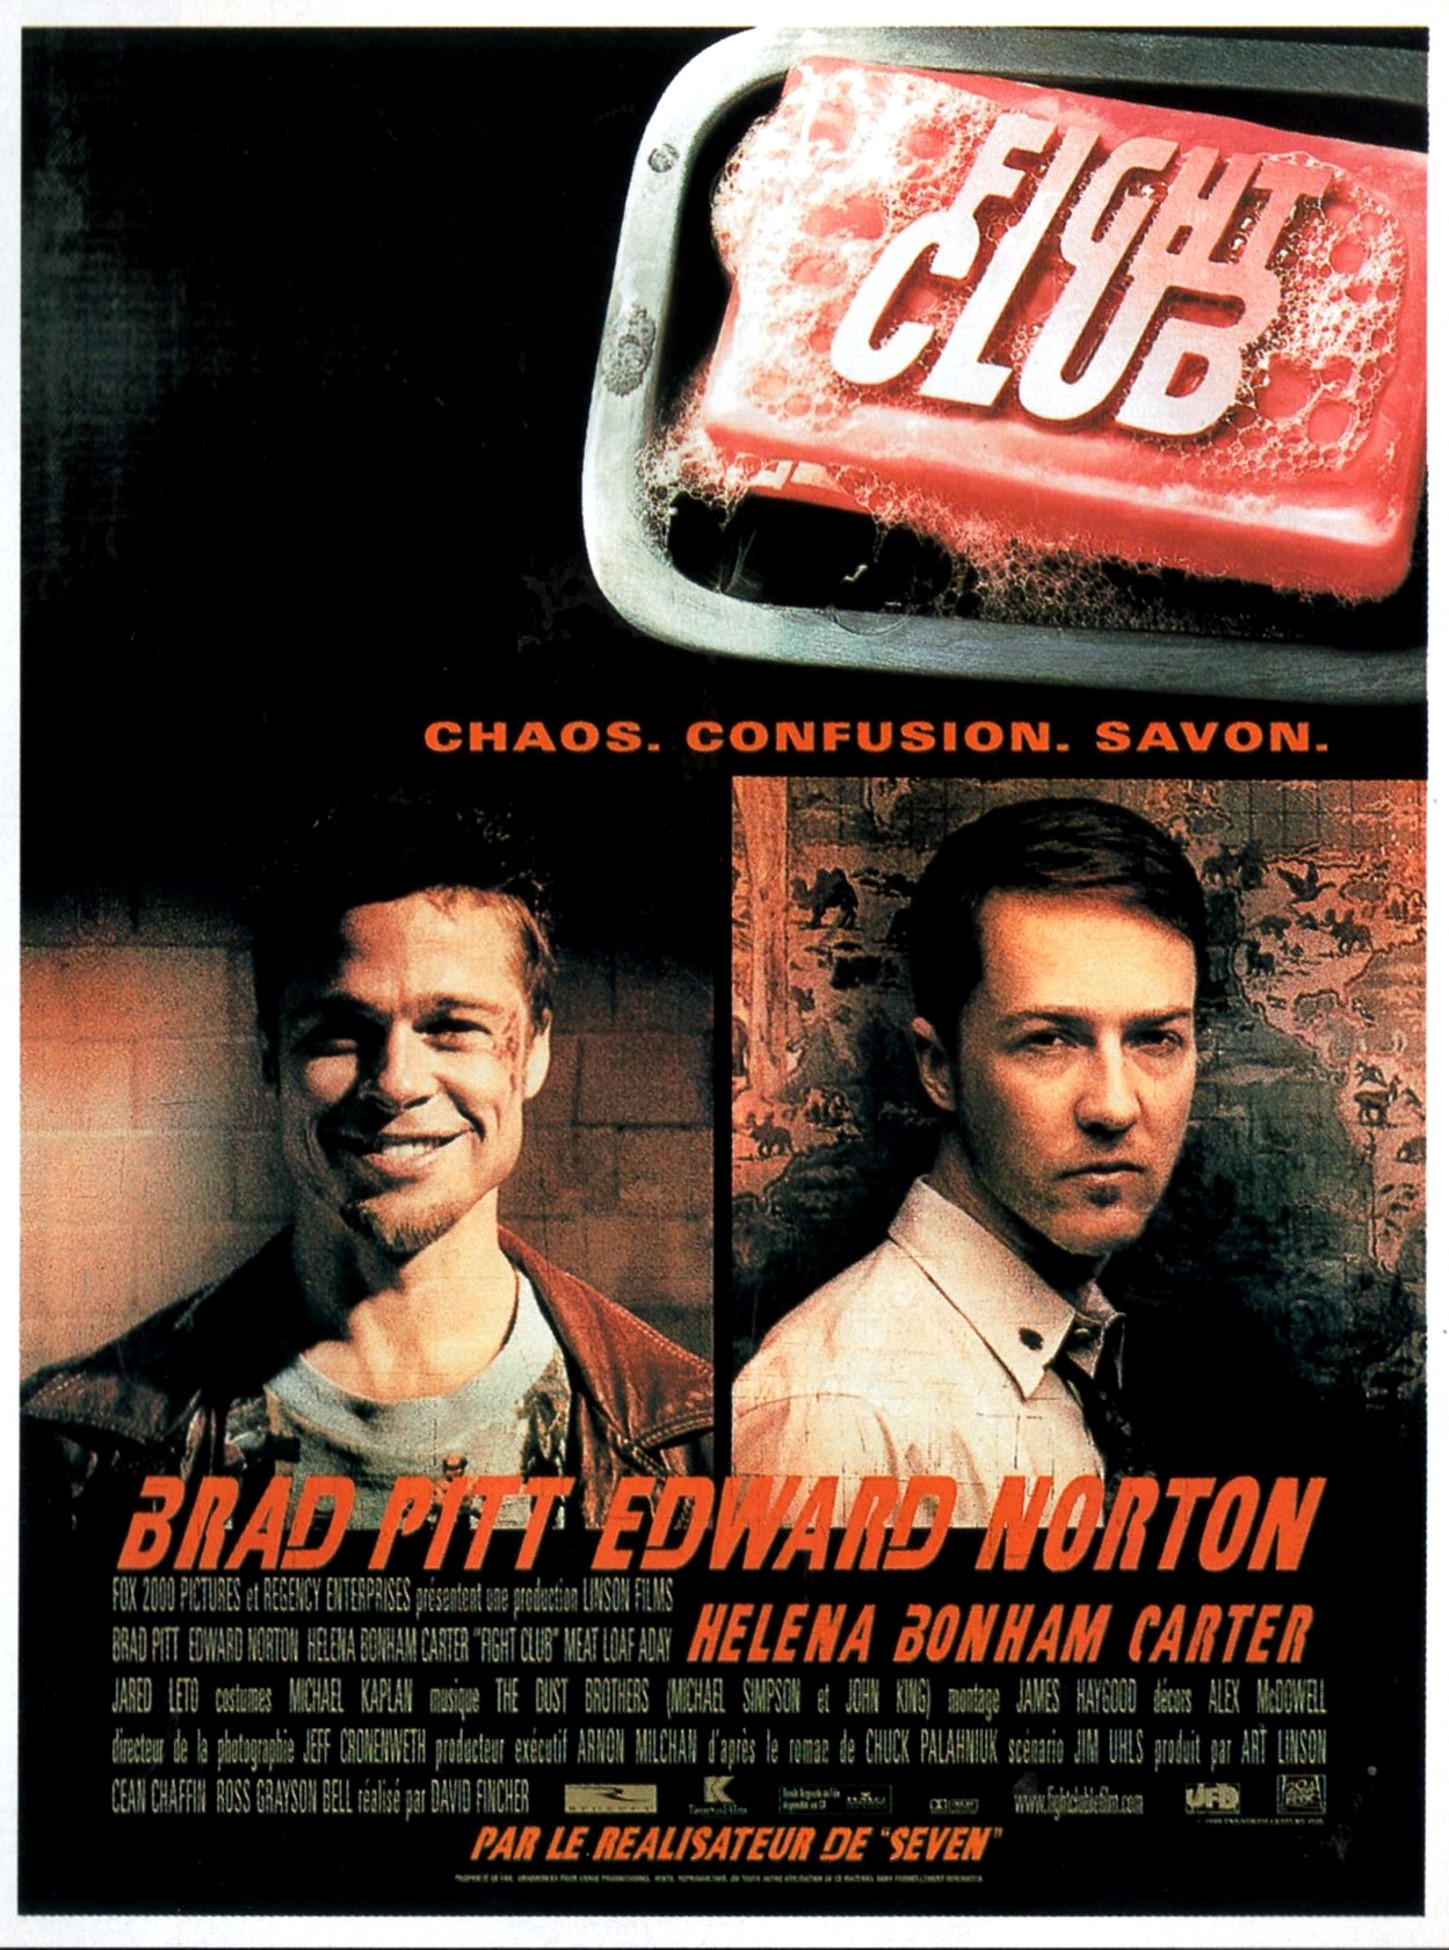 FIGHT
CLUB
CHAOS. CONFUSION. SAVON.
BRAD PITT EDWARD NORTON
FOX 2000 PICTURES et REGENCY ENTERPRISES présentent une production LINSON FILMS
HELENA BONHAM CARTER
BRAD PITT EDWARD NORTON HELENA BONHAM CARTER "FIGHT CLUB" MEAT LOAF ADAY
JARED LETO costumes MICHAEL KAPLAN musique THE DUST BROTHERS (MICHAEL SIMPSON et JOHN KING) montage JAMES HAYGOOD décors ALEX McDOWELL
directeur de la photographie JEFF CRONENWETH producteur exécutif ARNON MILCHAN d'après le roman de CHUCK PALAHNIUK scénario JIM UHLS produit par ART LINSON
CEAN CHAFFIN ROSS GRAYSON BELL réalisé par DAVID FINCHER
www.fightclub-lefilm.com
UFD
PAR LE REALISATEUR DE "SEVEN"